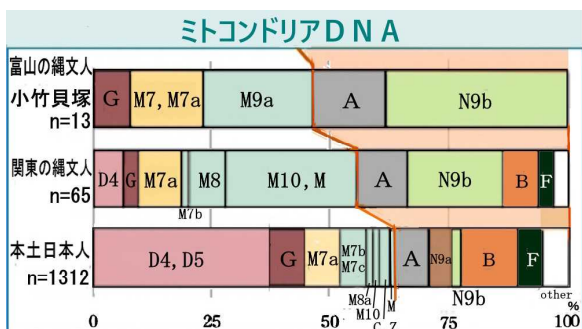 ミトコンドリアDNA
富山の縄文人
小竹貝塚
n=13
G M7, M7a M9a A N9b
関東の縄文人
n=65
D4 G M7a M8 M10, M A N9b B F
M7b
本土日本人
n=1312
D4, D5 G M7a M7b M7c A N9a B F
M8a M10 C Z M N9b other
0 25 50 75 100 %